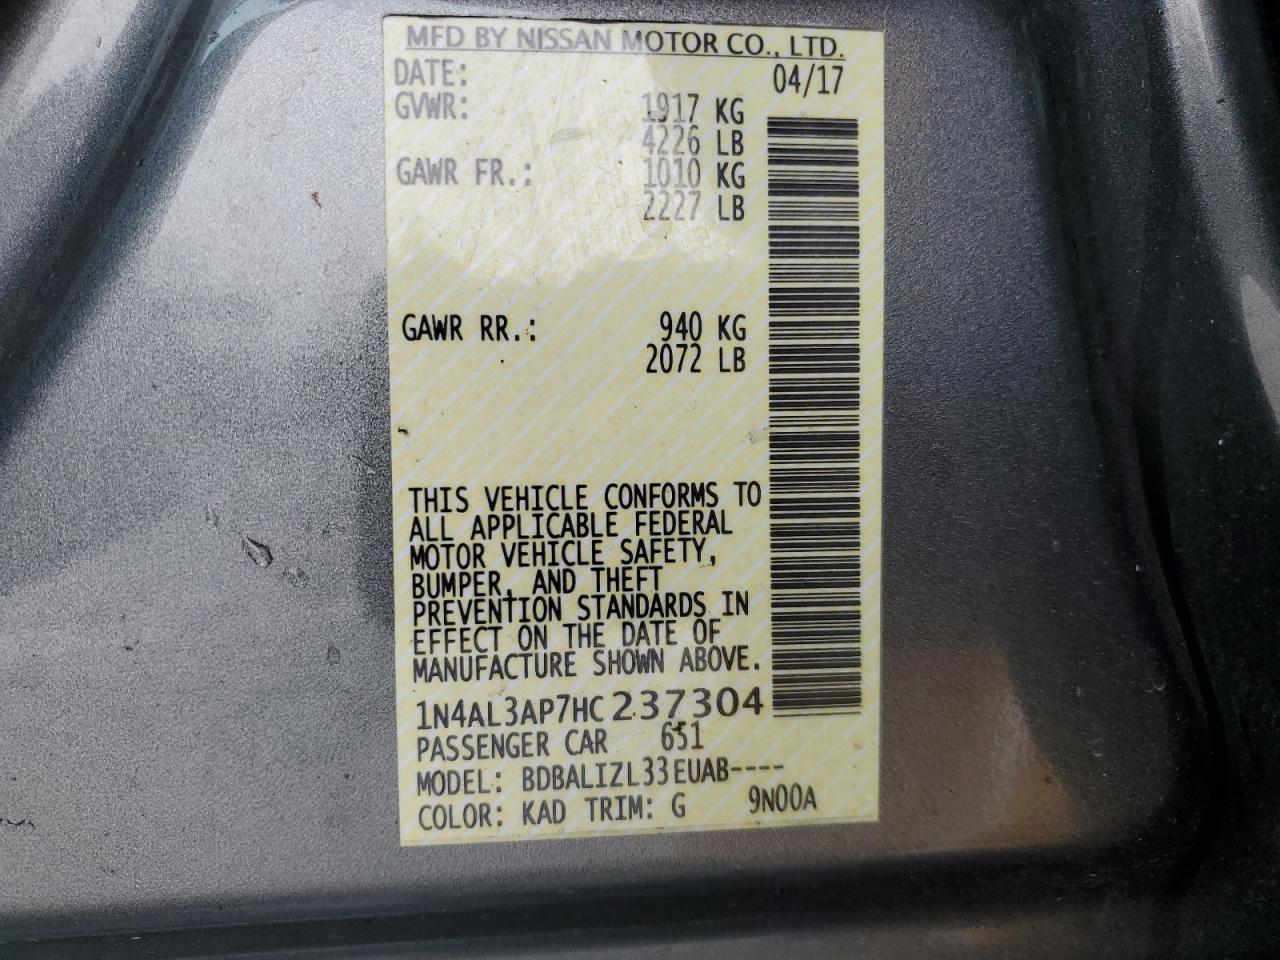 MFD BY NISSAN MOTOR CO., LTD.
DATE: 04/17
GVWR: 1917 KG
4226 LB
GAWR FR.: 1010 KG
2227 LB
GAWR RR.: 940 KG
2072 LB
THIS VEHICLE CONFORMS TO
ALL APPLICABLE FEDERAL
MOTOR VEHICLE SAFETY,
BUMPER, AND THEFT
PREVENTION STANDARDS IN
EFFECT ON THE DATE OF
MANUFACTURE SHOWN ABOVE.
1N4AL3AP7HC237304
PASSENGER CAR 651
MODEL: BDBALIZL33EUAB----
COLOR: KAD TRIM: G 9N00A